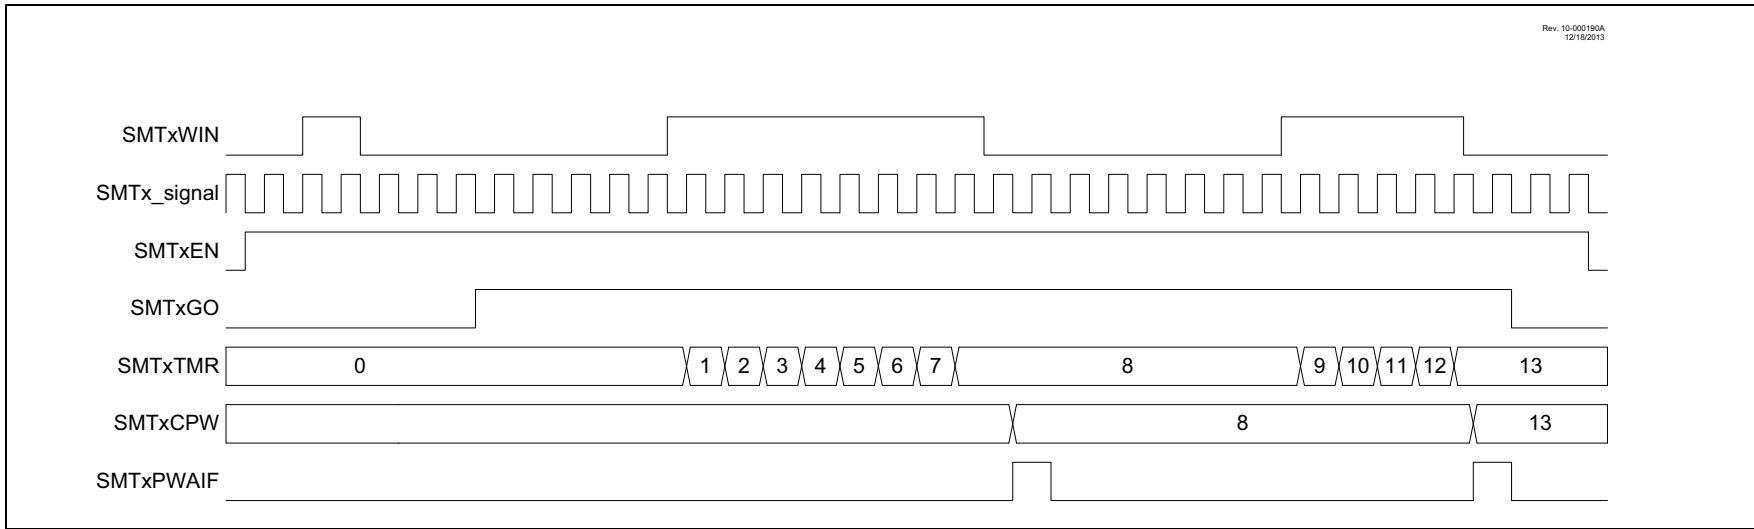 Rev. 10-000190A
12/18/2013
SMTxWIN
SMTx_signal
SMTxEN
SMTxGO
SMTxTMR 0 1 2 3 4 5 6 7 8 9 10 11 12 13
SMTxCPW 8 13
SMTxPWAIF